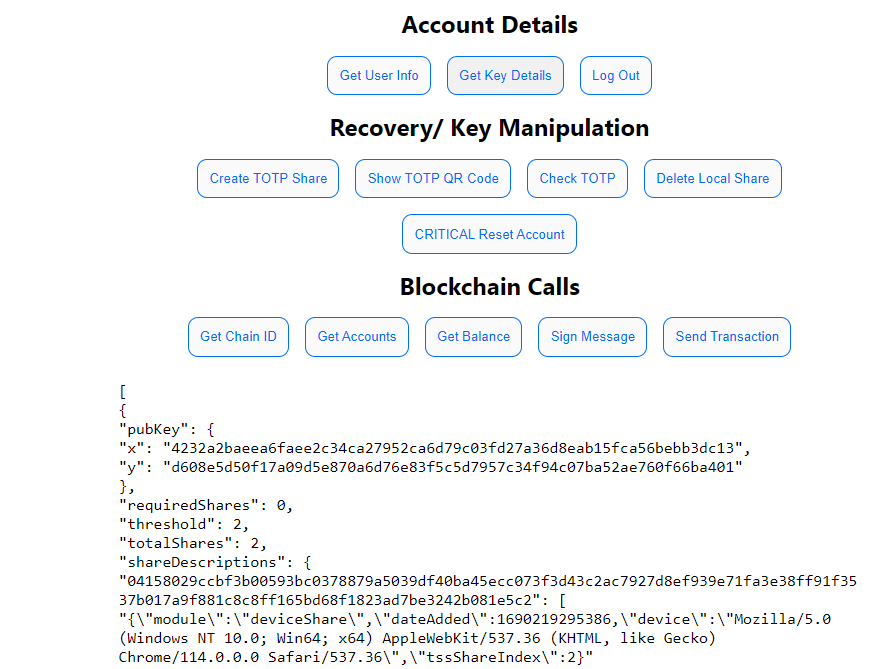 Account Details
Get User Info
Get Key Details
Log Out
Recovery/ Key Manipulation
Create TOTP Share
Show TOTP QR Code
Check TOTP
Delete Local Share
CRITICAL Reset Account
Blockchain Calls
Get Chain ID
Get Accounts
Get Balance
Sign Message
Send Transaction
[
{
"pubKey": {
"x": "4232a2baeea6faee2c34ca27952ca6d79c03fd27a36d8eab15fca56bebb3dc13",
"y": "d608e5d50f17a09d5e870a6d76e83f5c5d7957c34f94c07ba52ae760f66ba401"
},
"requiredShares": 0,
"threshold": 2,
"totalShares": 2,
"shareDescriptions": {
"04158029ccbf3b00593bc0378879a5039df40ba45ecc073f3d43c2ac7927d8ef939e71fa3e38ff91f35
37b017a9f881c8c8ff165bd68f1823ad7be3242b081e5c2": [
"{\"module\":\"deviceShare\",\"dateAdded\":1690219295386,\"device\":\"Mozilla/5.0
(Windows NT 10.0; Win64; x64) AppleWebKit/537.36 (KHTML, like Gecko)
Chrome/114.0.0.0 Safari/537.36\",\"tssShareIndex\":2}"